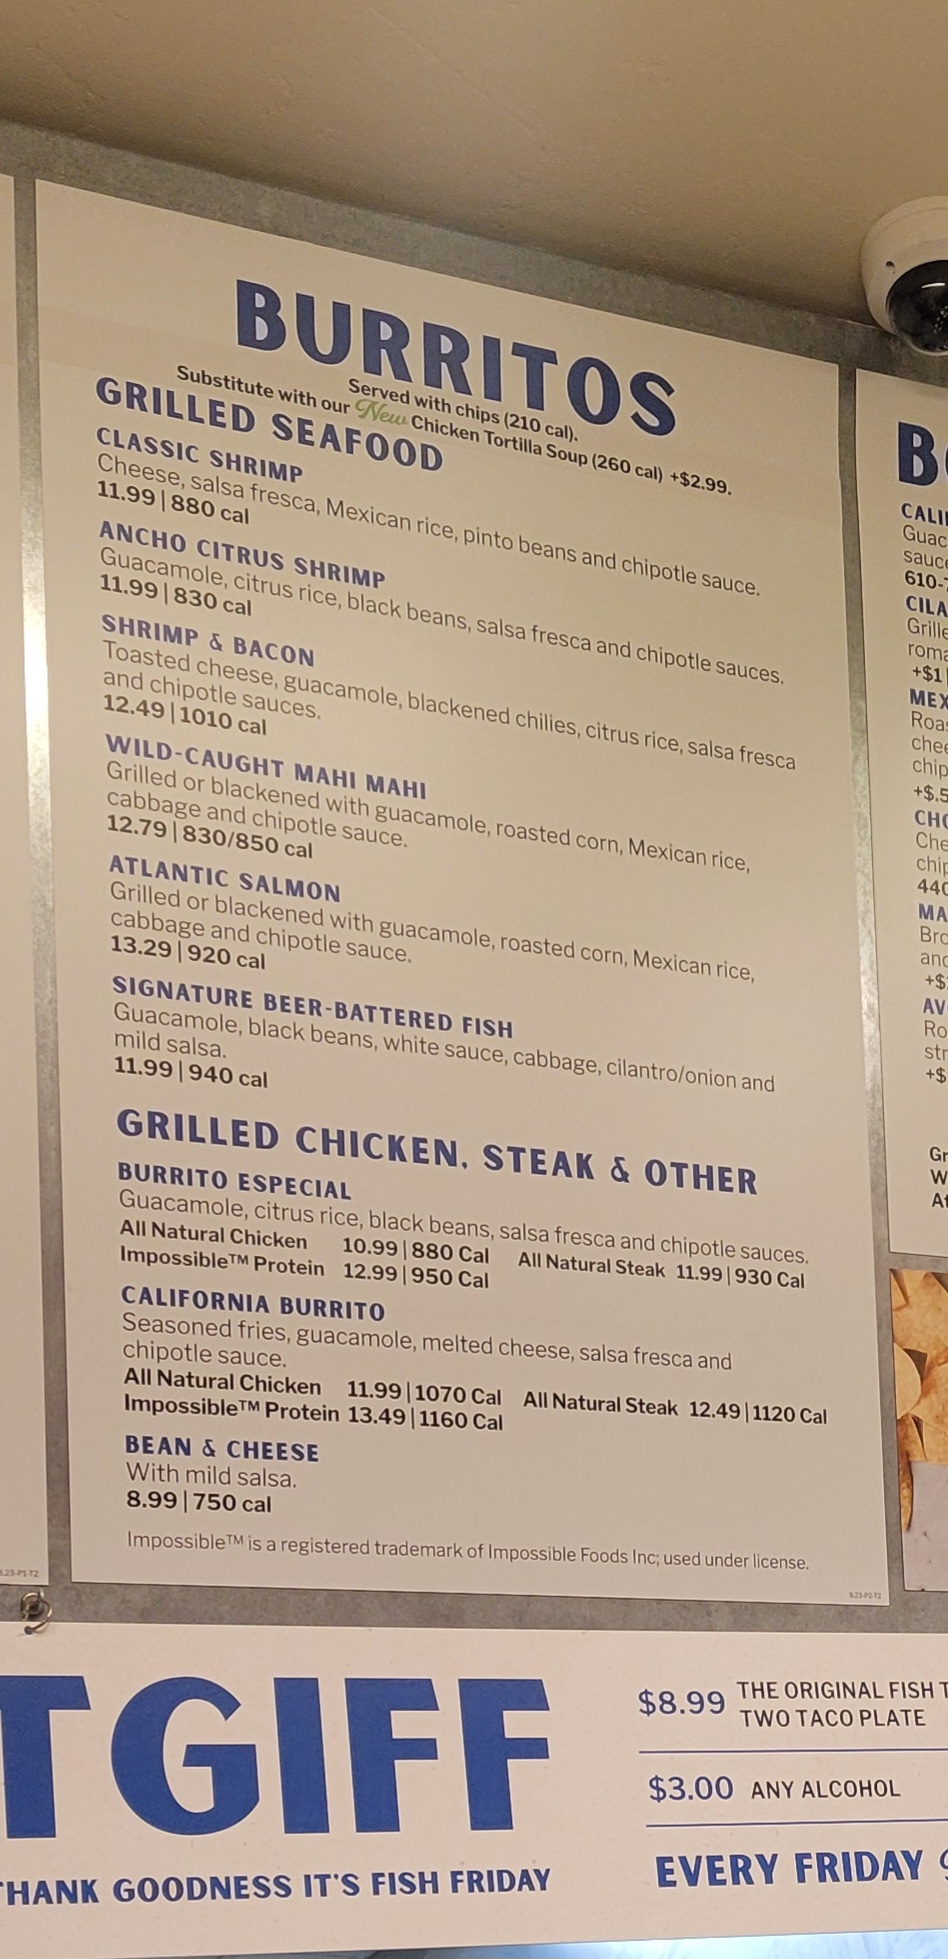 BURRITOS
Served with chips (210 cal).
Substitute with our New Chicken Tortilla Soup (260 cal) +$2.99.
GRILLED SEAFOOD
CLASSIC SHRIMP
Cheese, salsa fresca, Mexican rice, pinto beans and chipotle sauce.
11.99|880 cal
ANCHO CITRUS SHRIMP
Guacamole, citrus rice, black beans, salsa fresca and chipotle sauces.
11.99|830 cal
SHRIMP & BACON
Toasted cheese, guacamole, blackened chilies, citrus rice, salsa fresca
and chipotle sauces.
12.49|1010 cal
WILD-CAUGHT MAHI MAHI
Grilled or blackened with guacamole, roasted corn, Mexican rice,
cabbage and chipotle sauce.
12.79|830/850 cal
ATLANTIC SALMON
Grilled or blackened with guacamole, roasted corn, Mexican rice,
cabbage and chipotle sauce.
13.29|920 cal
SIGNATURE BEER-BATTERED FISH
Guacamole, black beans, white sauce, cabbage, cilantro/onion and
mild salsa.
11.99|940 cal
GRILLED CHICKEN, STEAK & OTHER
BURRITO ESPECIAL
Guacamole, citrus rice, black beans, salsa fresca and chipotle sauces.
All Natural Chicken 10.99|880 Cal All Natural Steak 11.99|930 Cal
Impossible™ Protein 12.99|950 Cal
CALIFORNIA BURRITO
Seasoned fries, guacamole, melted cheese, salsa fresca and
chipotle sauce.
All Natural Chicken 11.99|1070 Cal All Natural Steak 12.49|1120 Cal
Impossible™ Protein 13.49|1160 Cal
BEAN & CHEESE
With mild salsa.
8.99|750 cal
Impossible™ is a registered trademark of Impossible Foods Inc; used under license.
TGIFF
THANK GOODNESS IT'S FISH FRIDAY
$8.99 THE ORIGINAL FISH T
TWO TACO PLATE
$3.00 ANY ALCOHOL
EVERY FRIDAY